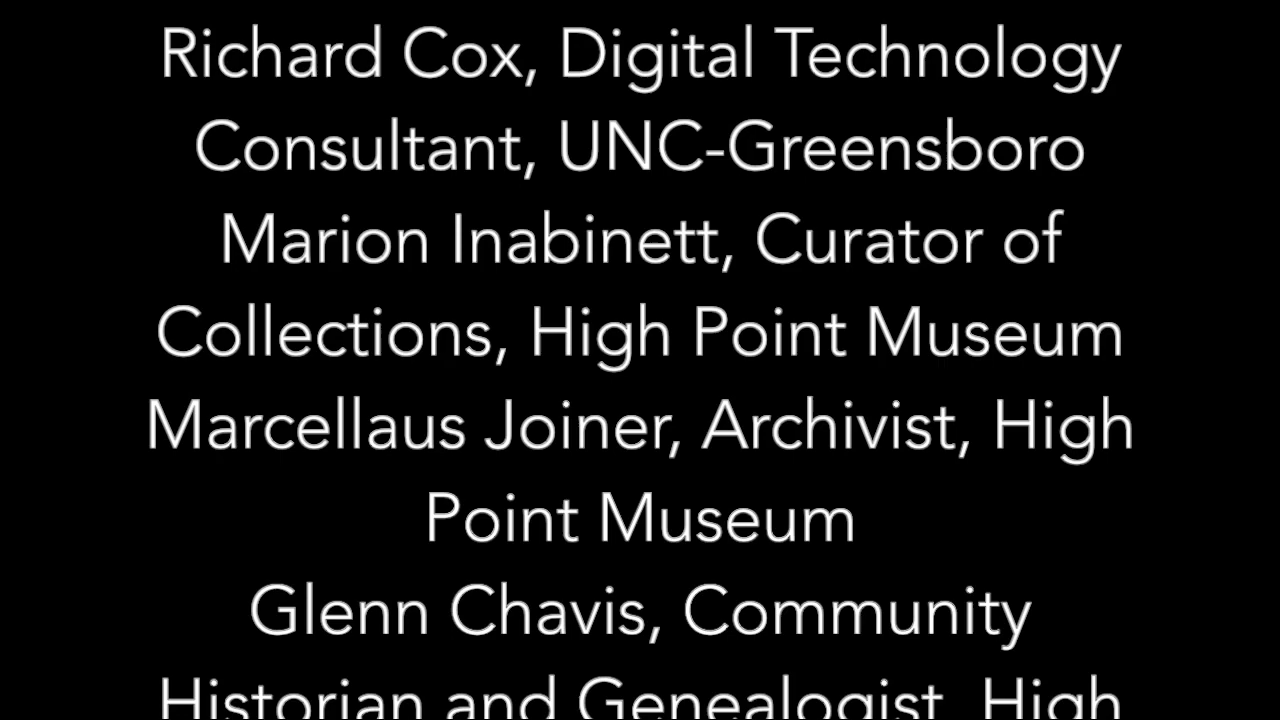 Richard Cox, Digital Technology
Consultant, UNC-Greensboro
Marion Inabinett, Curator of
Collections, High Point Museum
Marcellaus Joiner, Archivist, High
Point Museum
Glenn Chavis, Community
Historian and Genealogist, High